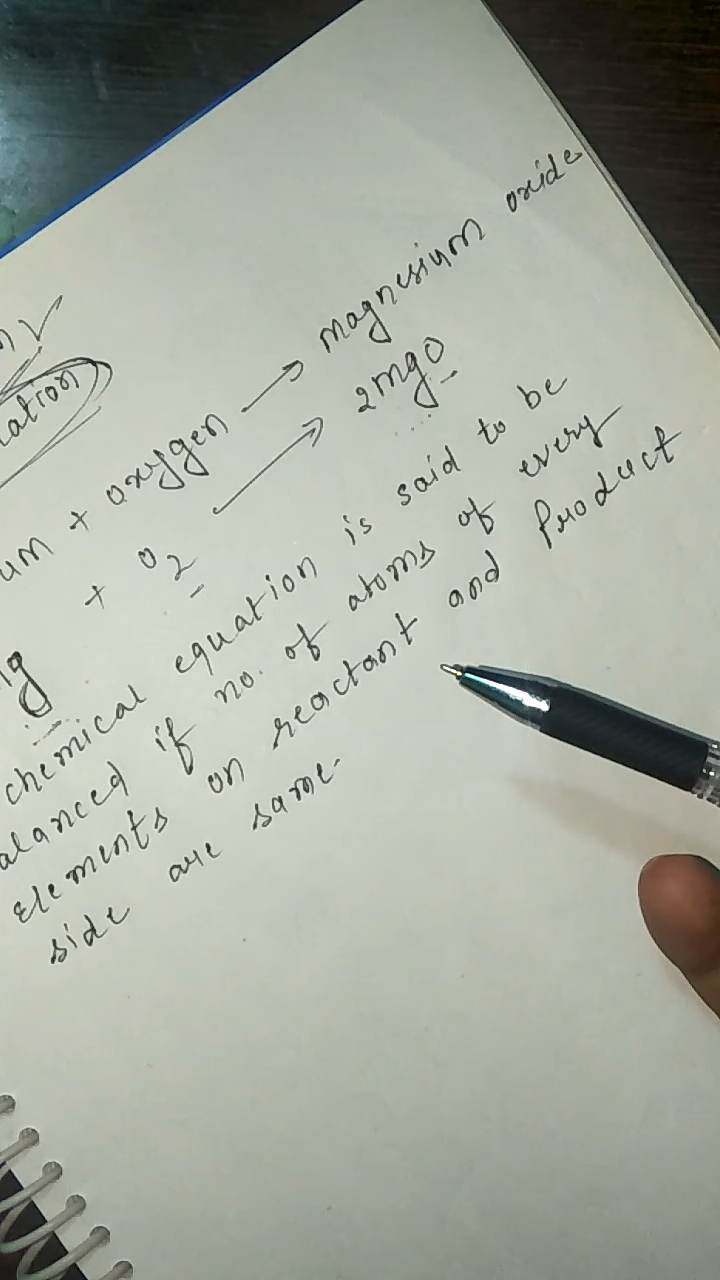 um + oxygen → magnesium oxide
g + O2 → 2mgO
chemical equation is said to be
alanced if no. of atoms of every
Elements on reactant and Product
side are same.